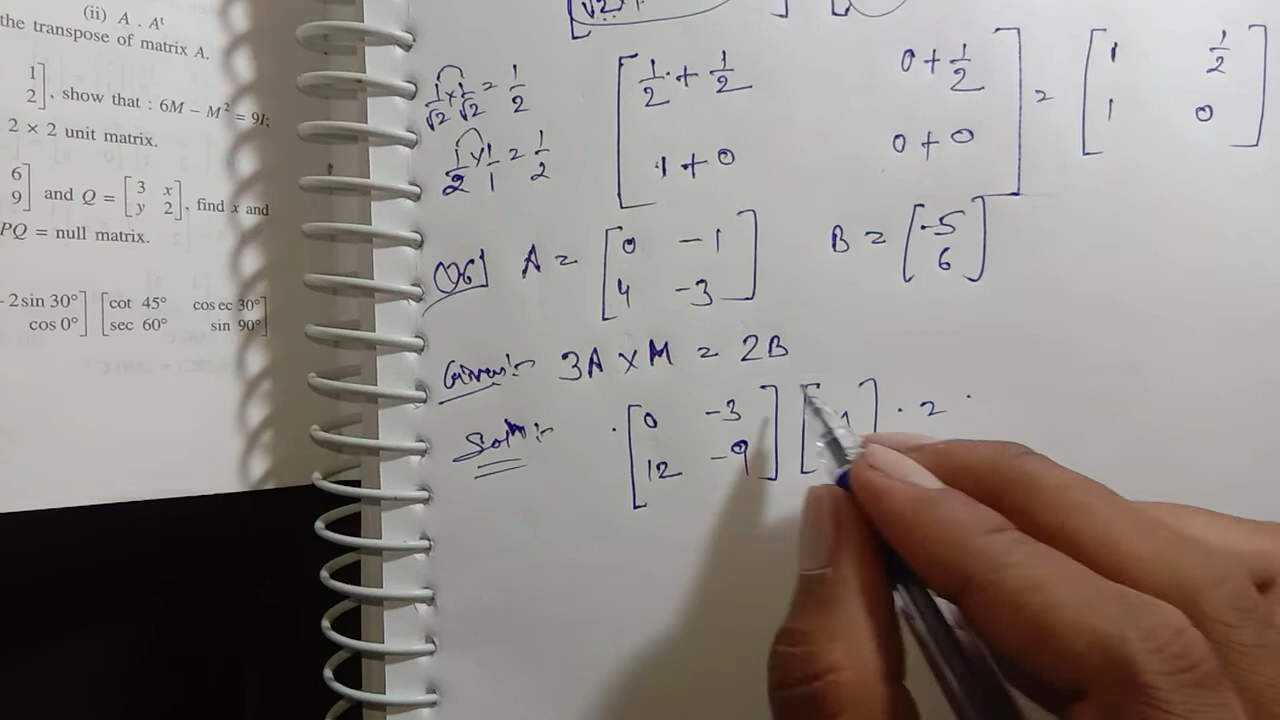 (ii) A . Aᵗ
the transpose of matrix A.
1
2], show that : 6M − M² = 9I;
2 × 2 unit matrix.
6
9] and Q = [3 x
y 2], find x and
PQ = null matrix.
- 2 sin 30° cos 0°] [cot 45° cosec 30°
sec 60° sin 90°]
√2
1/√2 × 1/√2 = 1/2
1/2 × 1/1 = 1/2
[1/2 + 1/2 0 + 1/2
1 + 0 0 + 0] = [1 1/2
1 0]
Q6] A = [0 -1
4 -3] B = [-5
6]
Given:- 3A × M = 2B
Solⁿ:- [0 -3
12 -9] [ ] . 2